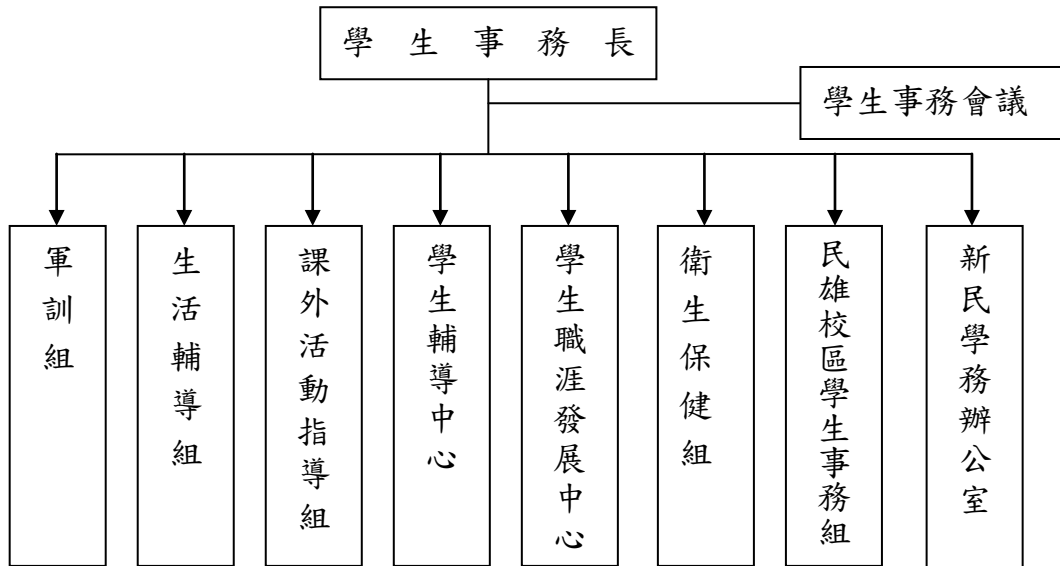 學生事務長
學生事務會議
軍訓組
生活輔導組
課外活動指導組
學生輔導中心
學生職涯發展中心
衛生保健組
民雄校區學生事務組
新民學務辦公室